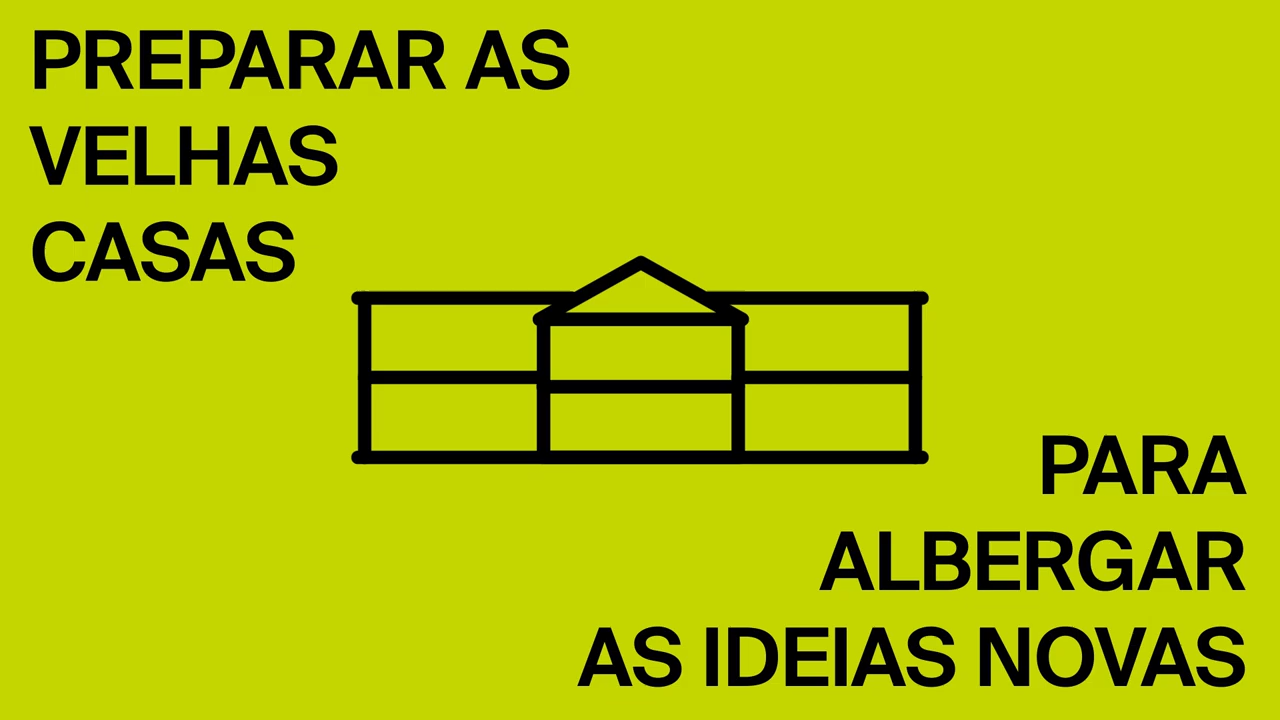 PREPARAR AS
VELHAS
CASAS
PARA
ALBERGAR
AS IDEIAS NOVAS